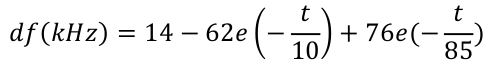 df(kHz) = 14 − 62e(−t/10) + 76e(−t/85)